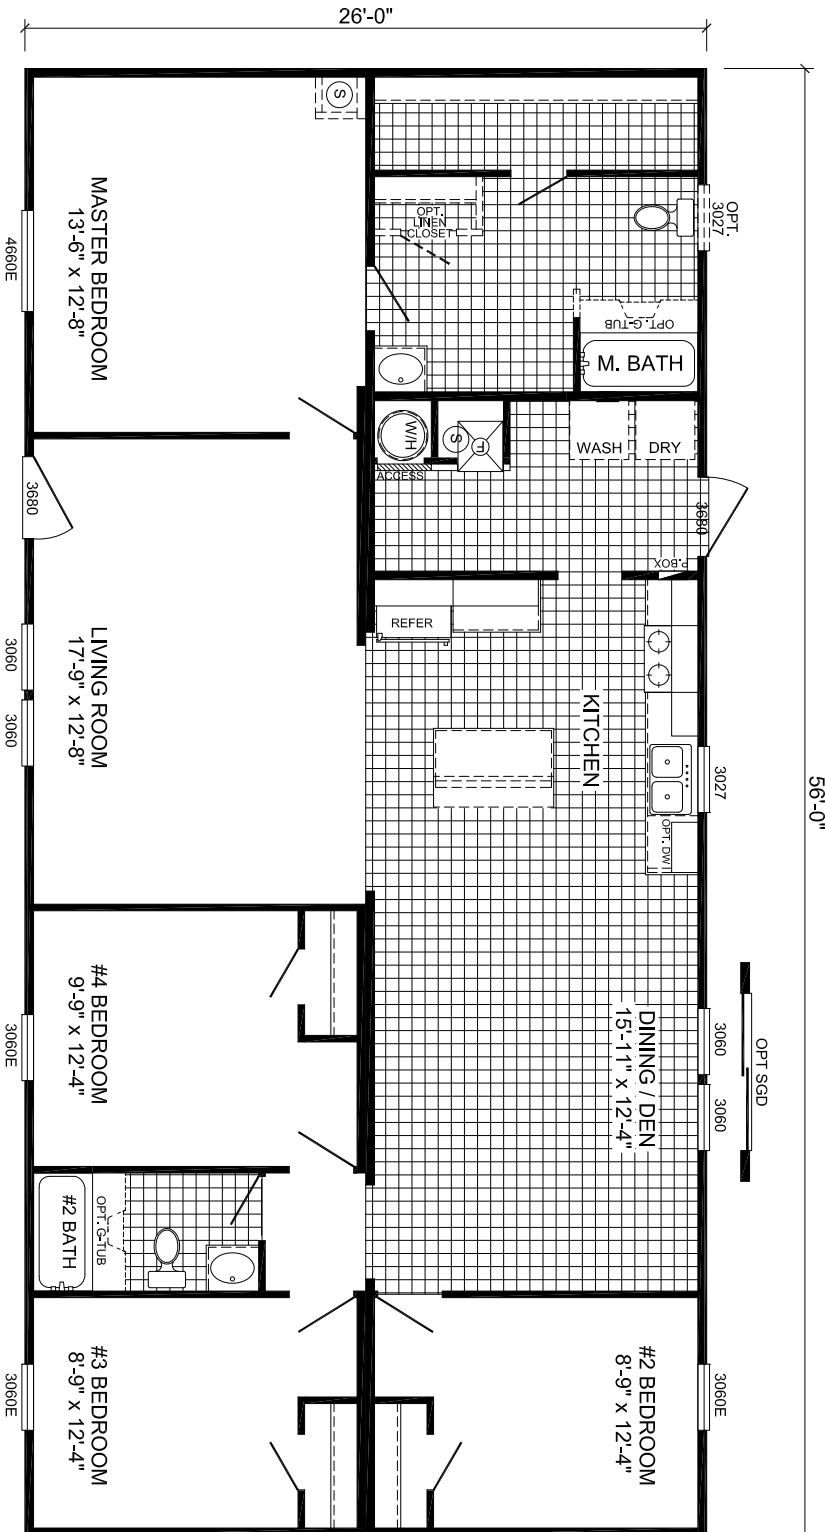 26'-0"
56'-0"
MASTER BEDROOM
13'-6" x 12'-8"
4660E
S
OPT.
3027
OPT.
LINEN
CLOSET
OPT. G-TUB
M. BATH
W/H
S
F
ACCESS
WASH
DRY
3680
3680
P.BOX
REFER
LIVING ROOM
17'-9" x 12'-8"
3060
3060
KITCHEN
3027
OPT. DW
DINING / DEN
15'-11" x 12'-4"
3060
3060
OPT SGD
#4 BEDROOM
9'-9" x 12'-4"
3060E
#2 BATH
OPT. G-TUB
#3 BEDROOM
8'-9" x 12'-4"
3060E
#2 BEDROOM
8'-9" x 12'-4"
3060E